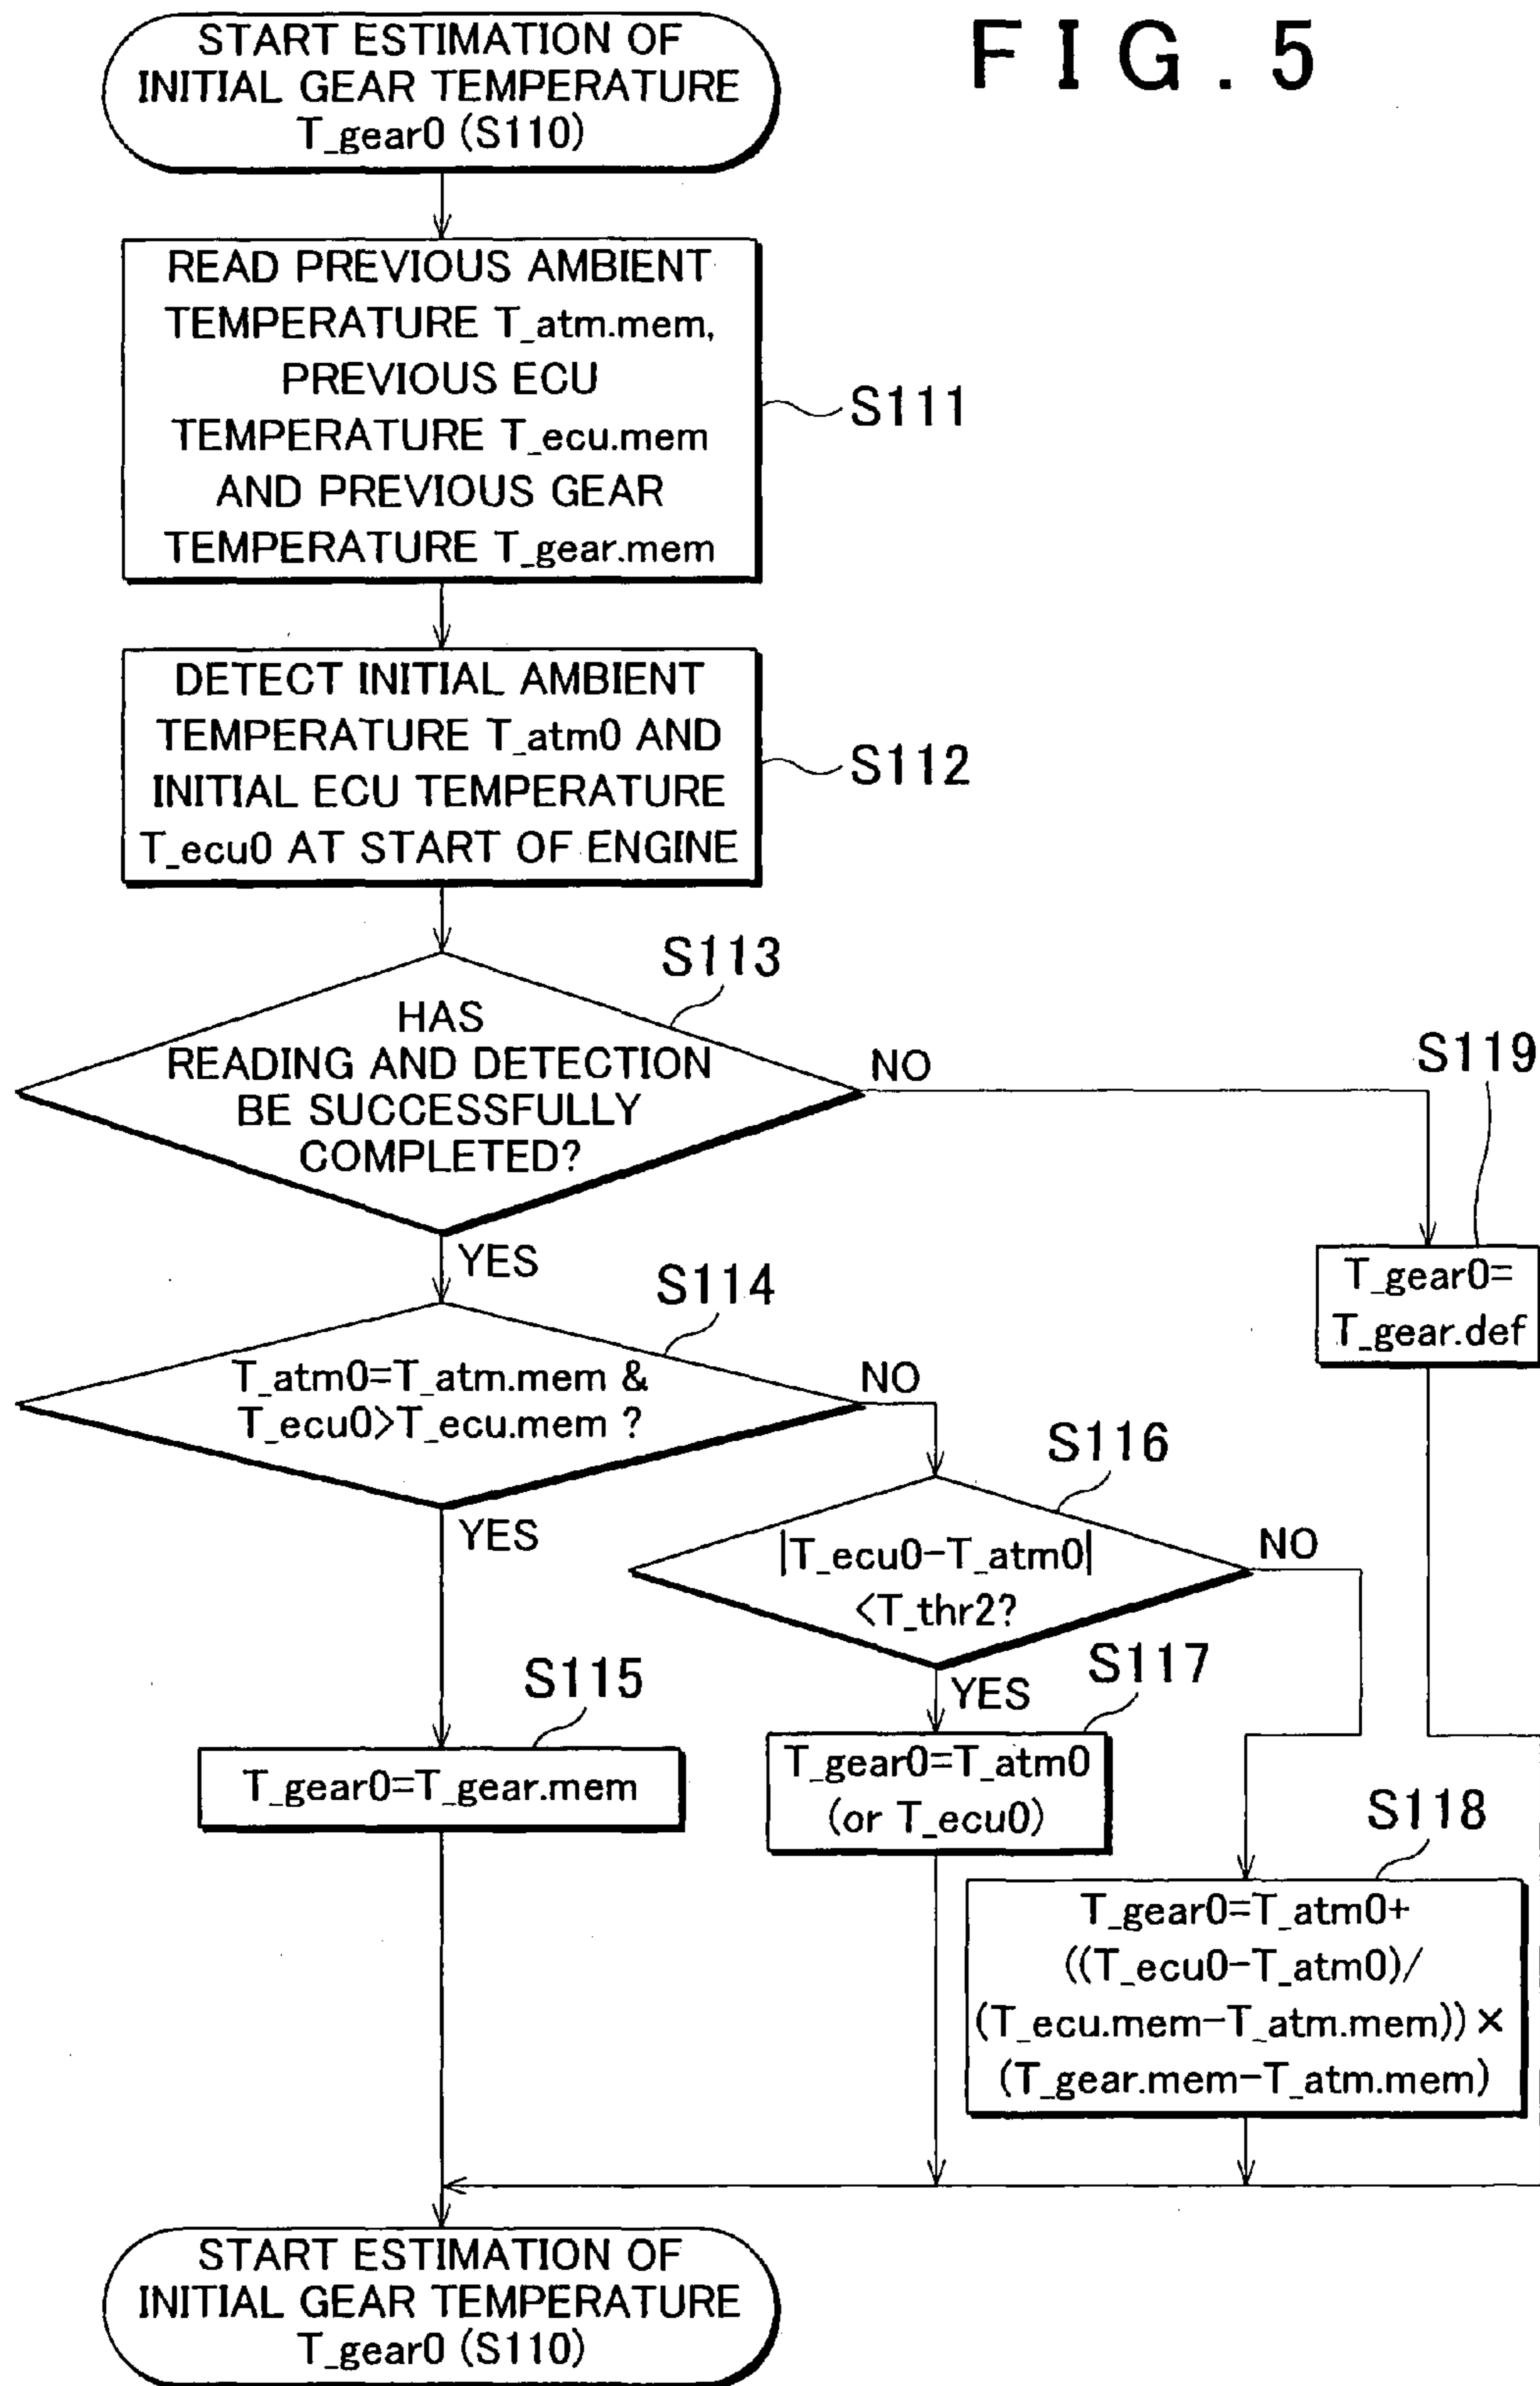 FIG.5
START ESTIMATION OF
INITIAL GEAR TEMPERATURE
T_gear0 (S110)
READ PREVIOUS AMBIENT
TEMPERATURE T_atm.mem,
PREVIOUS ECU
TEMPERATURE T_ecu.mem
AND PREVIOUS GEAR
TEMPERATURE T_gear.mem
S111
DETECT INITIAL AMBIENT
TEMPERATURE T_atm0 AND
INITIAL ECU TEMPERATURE
T_ecu0 AT START OF ENGINE
S112
S113
HAS
READING AND DETECTION
BE SUCCESSFULLY
COMPLETED?
NO
YES
S119
T_gear0=
T_gear.def
S114
T_atm0=T_atm.mem &
T_ecu0>T_ecu.mem ?
NO
YES
S116
|T_ecu0-T_atm0|
<T_thr2?
NO
YES
S115
T_gear0=T_gear.mem
S117
T_gear0=T_atm0
(or T_ecu0)
S118
T_gear0=T_atm0+
((T_ecu0-T_atm0)/
(T_ecu.mem-T_atm.mem))×
(T_gear.mem-T_atm.mem)
START ESTIMATION OF
INITIAL GEAR TEMPERATURE
T_gear0 (S110)